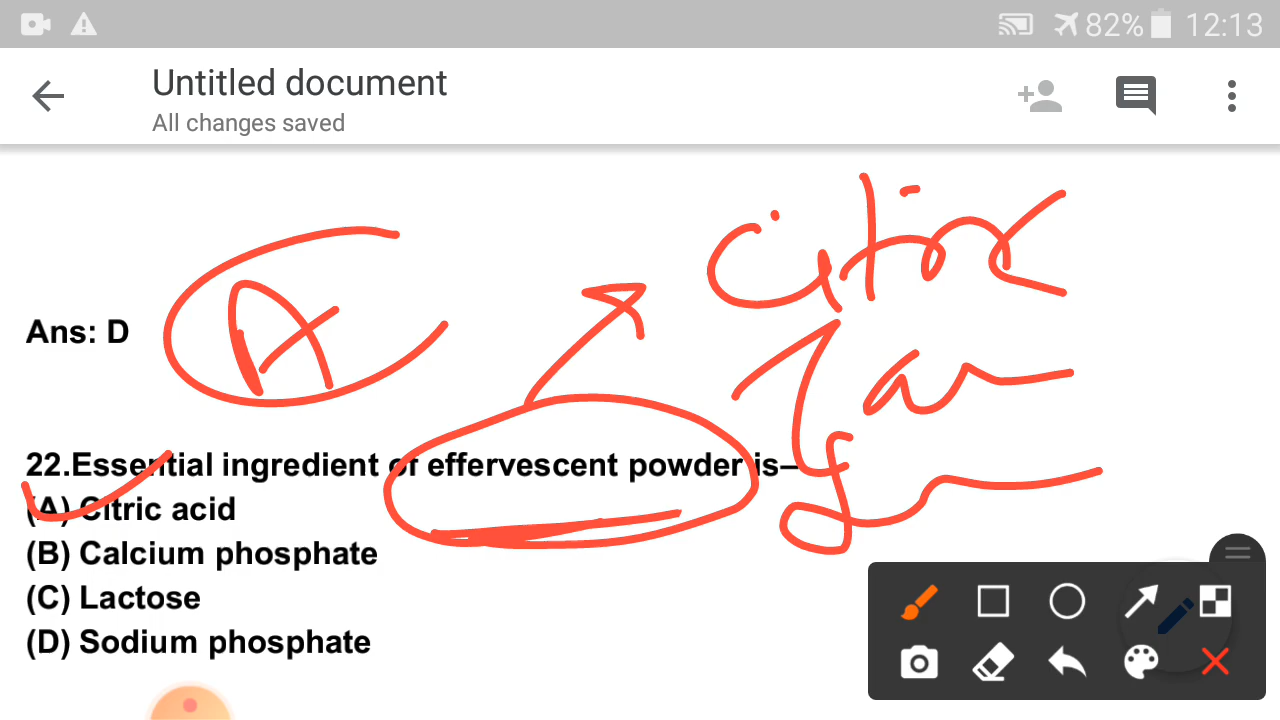 82% 12:13
Untitled document
All changes saved
Citric
Tar
Ans: D A
22.Essential ingredient of effervescent powder is–
(A) Citric acid
(B) Calcium phosphate
(C) Lactose
(D) Sodium phosphate